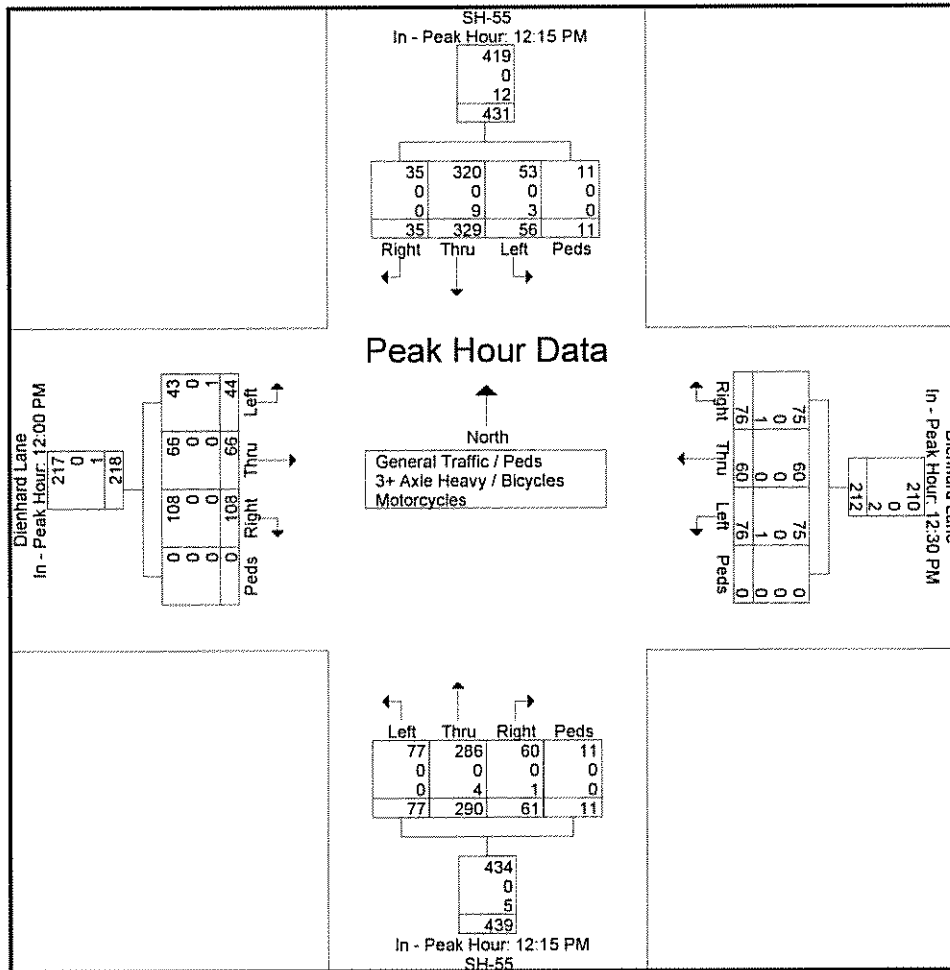 SH-55
In - Peak Hour: 12:15 PM
419
0
12
431
35 320 53 11
0 0 0 0
0 9 3 0
35 329 56 11
Right Thru Left Peds
Peak Hour Data
North
General Traffic / Peds
3+ Axle Heavy / Bicycles
Motorcycles
Dienhard Lane
In - Peak Hour: 12:00 PM
217
0
1
218
43 66 108 0
0 0 0 0
1 0 0 0
44 66 108 0
Left Thru Right Peds
In - Peak Hour: 12:30 PM
210
0
2
212
75 60 75 0
0 0 0 0
1 0 1 0
76 60 76 0
Right Thru Left Peds
Left Thru Right Peds
77 286 60 11
0 0 0 0
0 4 1 0
77 290 61 11
434
0
5
439
In - Peak Hour: 12:15 PM
SH-55